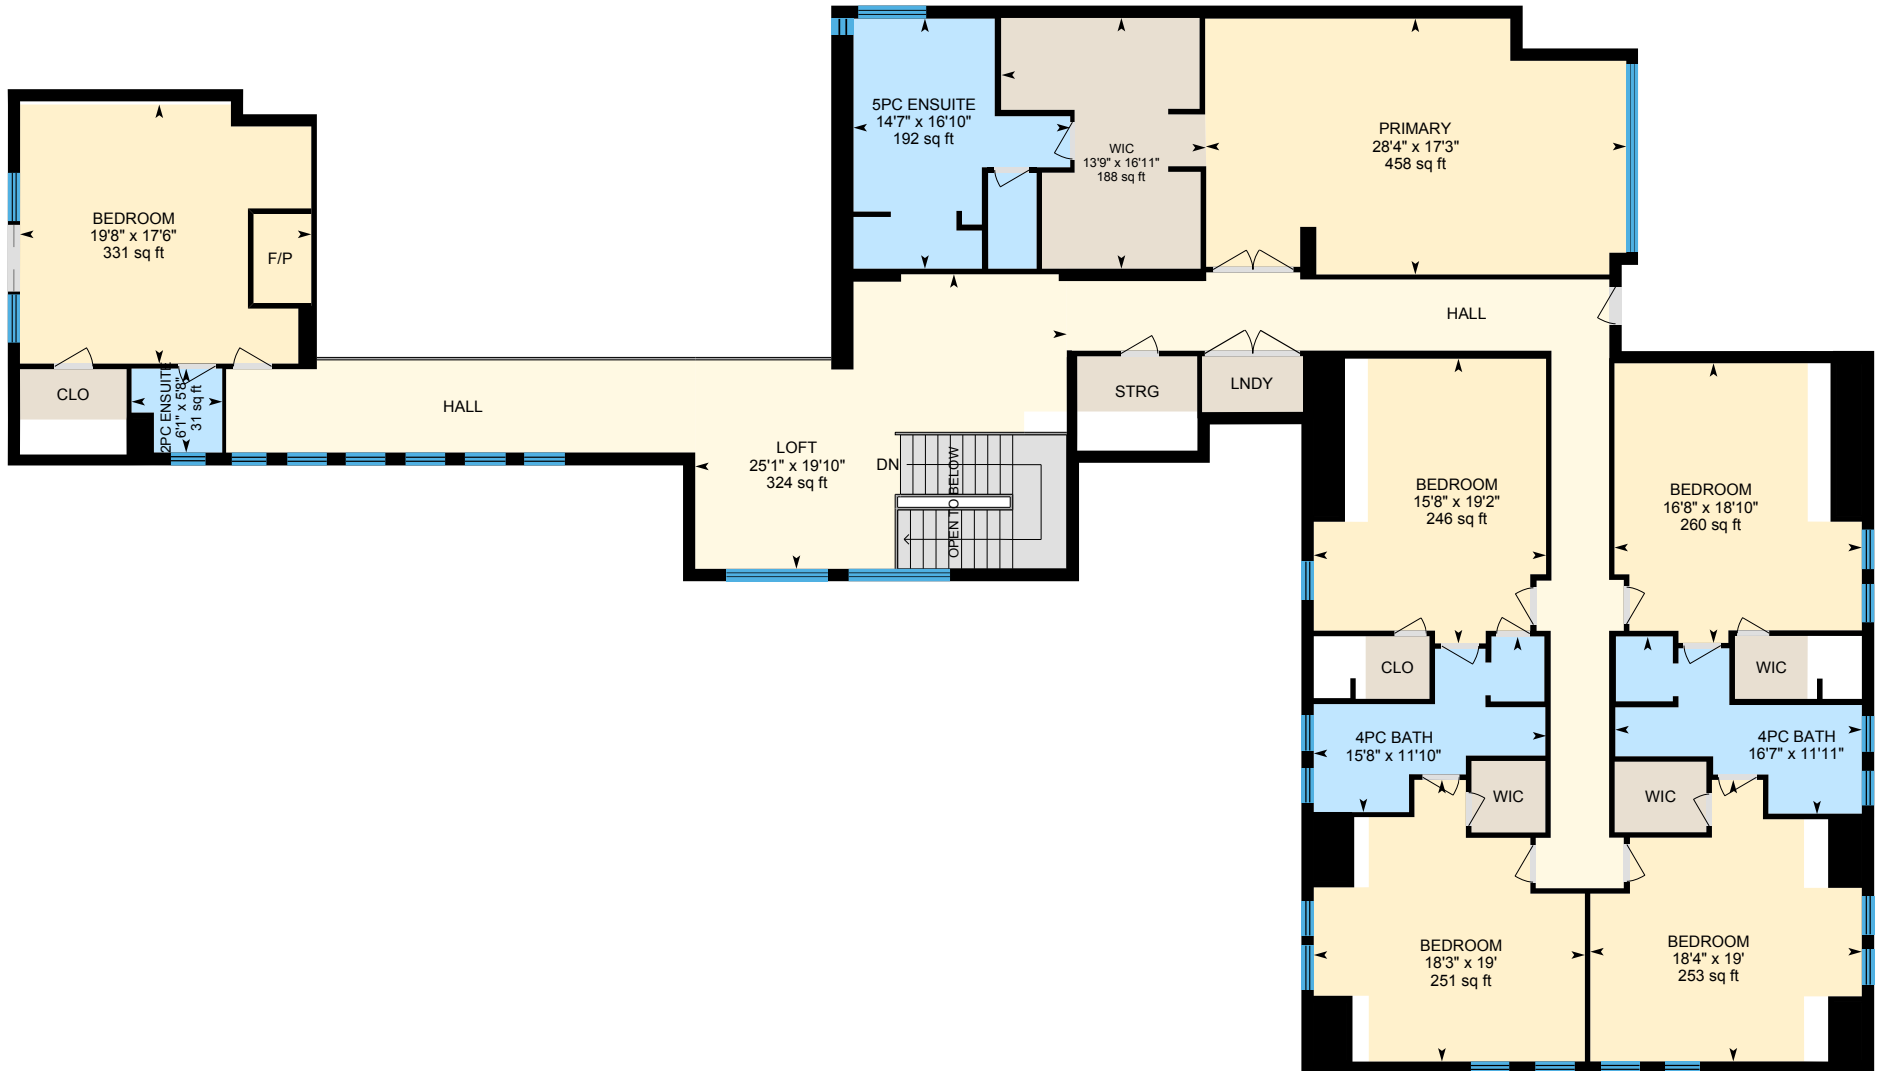 5PC ENSUITE
14'7" x 16'10"
192 sq ft
WIC
13'9" x 16'11"
188 sq ft
PRIMARY
28'4" x 17'3"
458 sq ft
BEDROOM
19'8" x 17'6"
331 sq ft
F/P
HALL
CLO
2PC ENSUITE
6'1" x 5'8"
31 sq ft
HALL
STRG
LNDY
LOFT
25'1" x 19'10"
324 sq ft
DN
OPEN TO BELOW
BEDROOM
15'8" x 19'2"
246 sq ft
BEDROOM
16'8" x 18'10"
260 sq ft
CLO
WIC
4PC BATH
15'8" x 11'10"
4PC BATH
16'7" x 11'11"
WIC
WIC
BEDROOM
18'3" x 19'
251 sq ft
BEDROOM
18'4" x 19'
253 sq ft